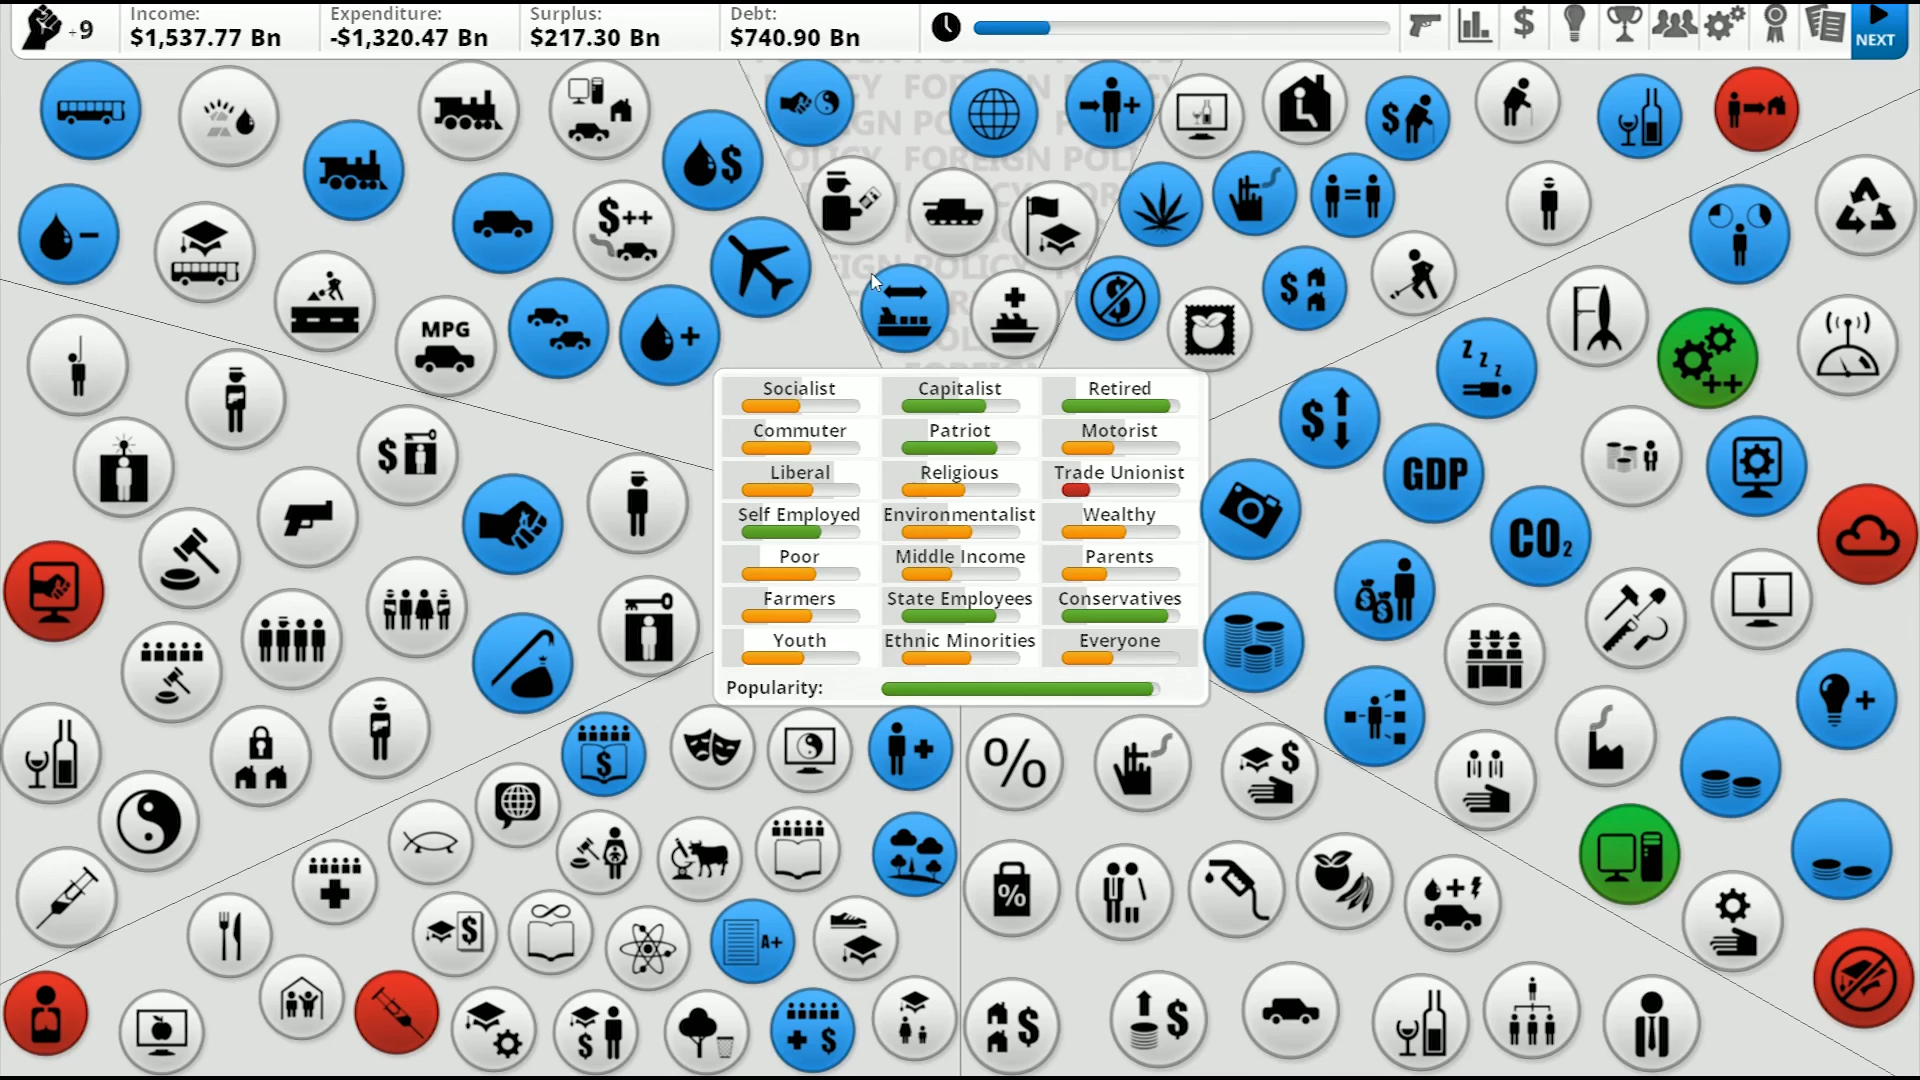 +9
Income:
$1,537.77 Bn
Expenditure:
-$1,320.47 Bn
Surplus:
$217.30 Bn
Debt:
$740.90 Bn
NEXT
FOREIGN POLICY
$
$++
MPG
$
$
Z z z
$
GDP
CO₂
$
A+
$
%
%
$
$
$
$
$
$
Socialist
Capitalist
Retired
Commuter
Patriot
Motorist
Liberal
Religious
Trade Unionist
Self Employed
Environmentalist
Wealthy
Poor
Middle Income
Parents
Farmers
State Employees
Conservatives
Youth
Ethnic Minorities
Everyone
Popularity: